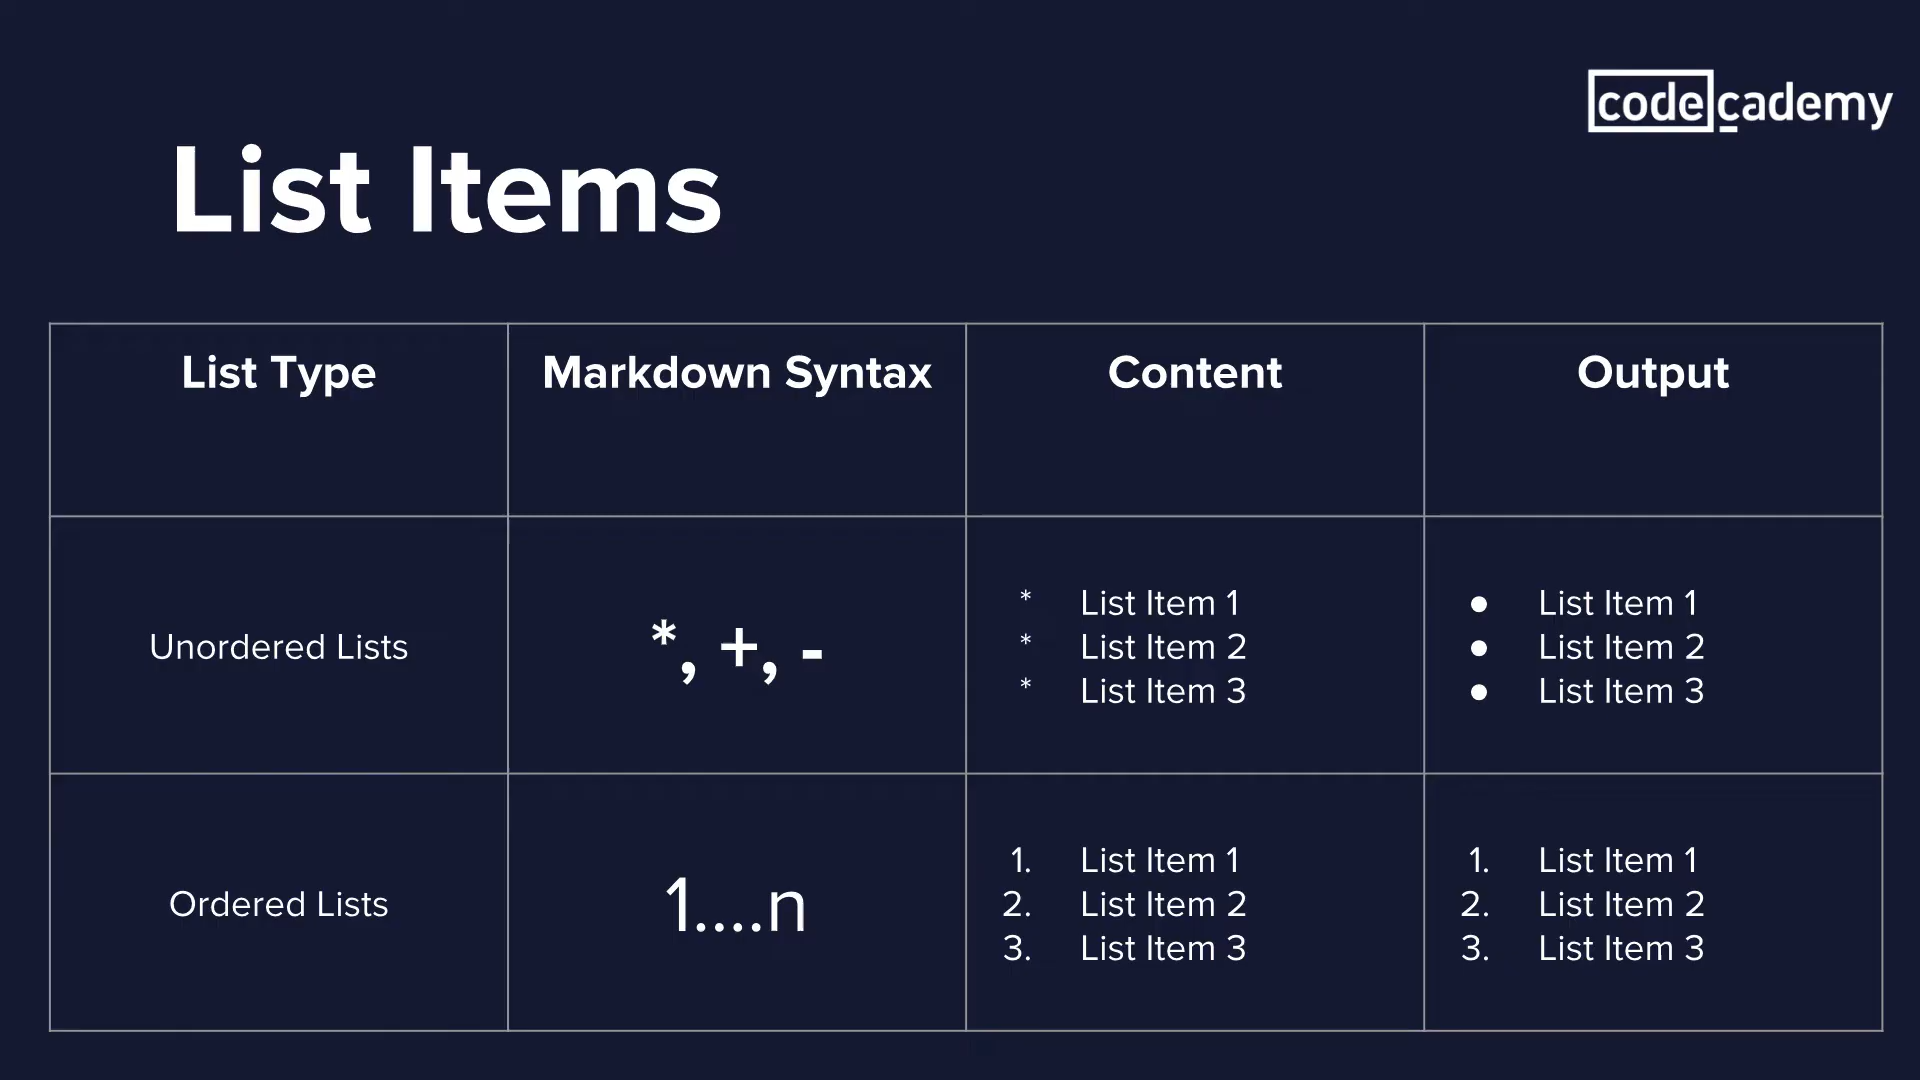 codecademy
List Items
List Type
Markdown Syntax
Content
Output
Unordered Lists
*, +, -
* List Item 1
* List Item 2
* List Item 3
● List Item 1
● List Item 2
● List Item 3
Ordered Lists
1....n
1. List Item 1
2. List Item 2
3. List Item 3
1. List Item 1
2. List Item 2
3. List Item 3